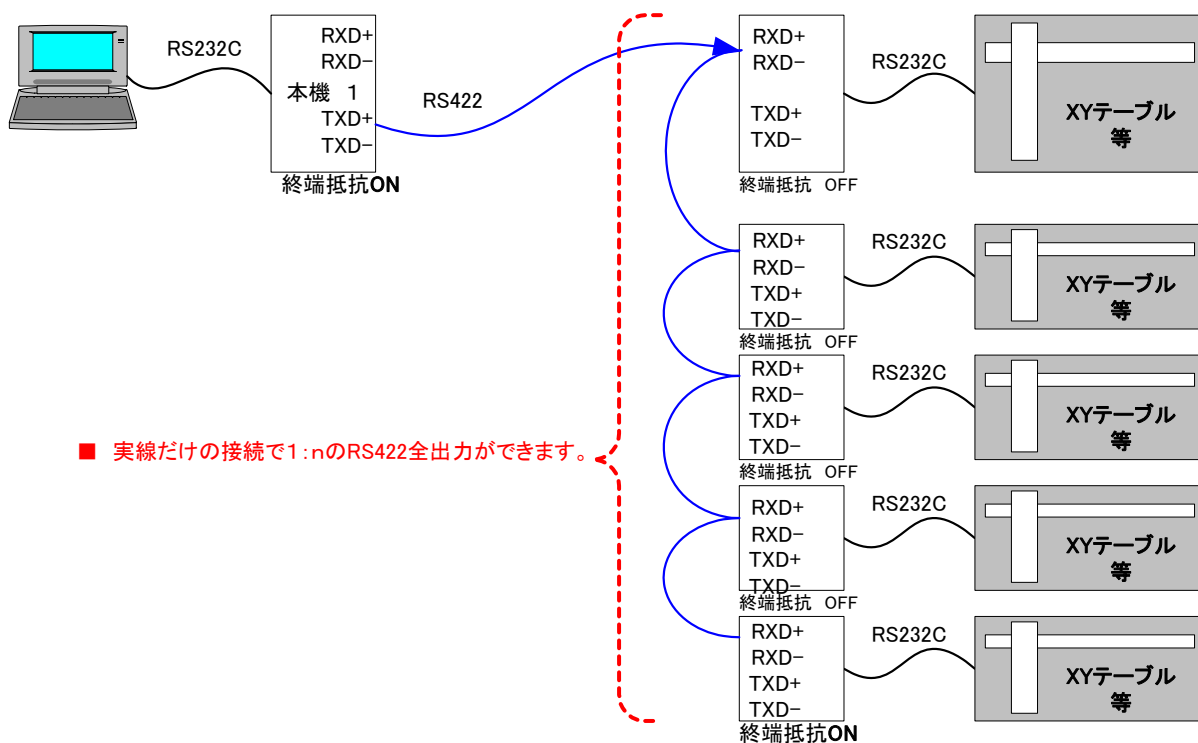 RS232C
RXD+
RXD−
本機 1
TXD+
TXD−
終端抵抗ON
RS422
RXD+
RXD−
TXD+
TXD−
終端抵抗 OFF
RS232C
XYテーブル
等
RXD+
RXD−
TXD+
TXD−
終端抵抗 OFF
RS232C
XYテーブル
等
RXD+
RXD−
TXD+
TXD−
終端抵抗 OFF
RS232C
XYテーブル
等
■ 実線だけの接続で1:nのRS422全出力ができます。
RXD+
RXD−
TXD+
TXD−
終端抵抗 OFF
RS232C
XYテーブル
等
RXD+
RXD−
TXD+
TXD−
終端抵抗ON
RS232C
XYテーブル
等